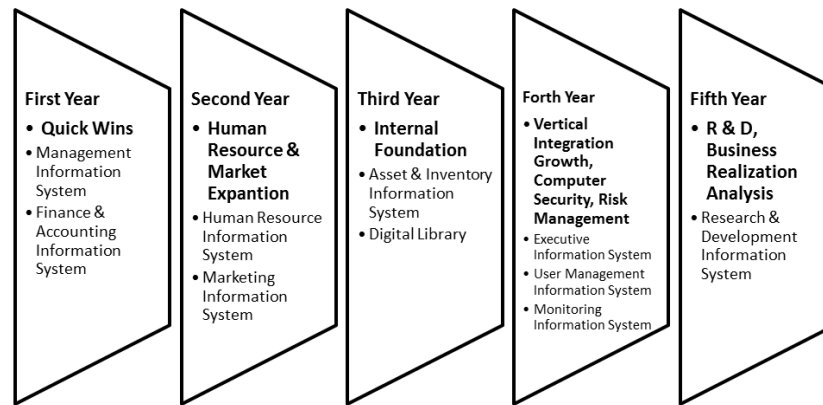 First Year
• Quick Wins
• Management
Information
System
• Finance &
Accounting
Information
System
Second Year
• Human
Resource &
Market
Expantion
• Human Resource
Information
System
• Marketing
Information
System
Third Year
• Internal
Foundation
• Asset & Inventory
Information
System
• Digital Library
Forth Year
• Vertical
Integration
Growth,
Computer
Security, Risk
Management
• Executive
Information System
• User Management
Information System
• Monitoring
Information System
Fifth Year
• R & D,
Business
Realization
Analysis
• Research &
Development
Information
System